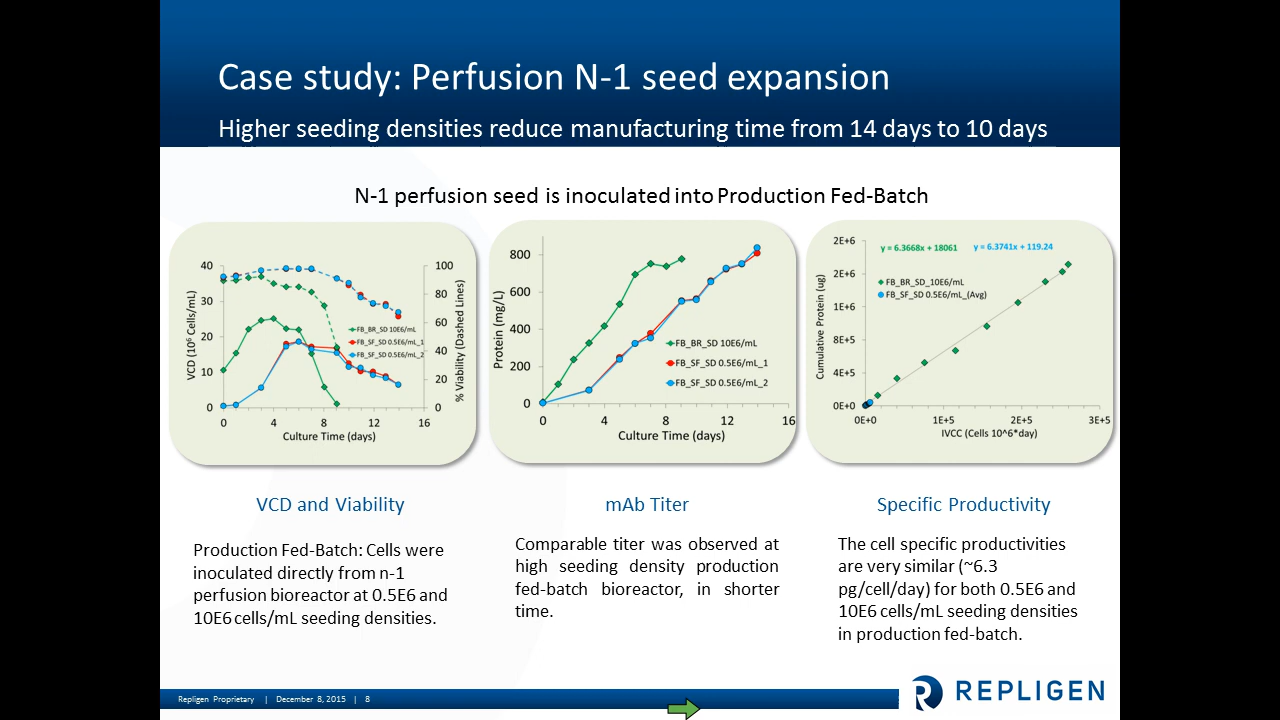 Case study: Perfusion N-1 seed expansion
Higher seeding densities reduce manufacturing time from 14 days to 10 days
N-1 perfusion seed is inoculated into Production Fed-Batch
VCD (10⁶ Cells/mL)
40
30
20
10
0
100
80
60
40
20
0
% Viability (Dashed Lines)
FB_BR_SD 10E6/mL
FB_SF_SD 0.5E6/mL_1
FB_SF_SD 0.5E6/mL_2
0 4 8 12 16
Culture Time (days)
Protein (mg/L)
800
600
400
200
0
FB_BR_SD 10E6/mL
FB_SF_SD 0.5E6/mL_1
FB_SF_SD 0.5E6/mL_2
0 4 8 12 16
Culture Time (days)
Cumulative Protein (ug)
2E+6
2E+6
1E+6
8E+5
4E+5
0E+0
y = 6.3668x + 18061 y = 6.3741x + 119.24
FB_BR_SD_10E6/mL
FB_SF_SD 0.5E6/mL_(Avg)
0E+0 1E+5 2E+5 3E+5
IVCC (Cells 10^6*day)
VCD and Viability
Production Fed-Batch: Cells were
inoculated directly from n-1
perfusion bioreactor at 0.5E6 and
10E6 cells/mL seeding densities.
mAb Titer
Comparable titer was observed at
high seeding density production
fed-batch bioreactor, in shorter
time.
Specific Productivity
The cell specific productivities
are very similar (~6.3
pg/cell/day) for both 0.5E6 and
10E6 cells/mL seeding densities
in production fed-batch.
Repligen Proprietary | December 8, 2015 | 8
REPLIGEN